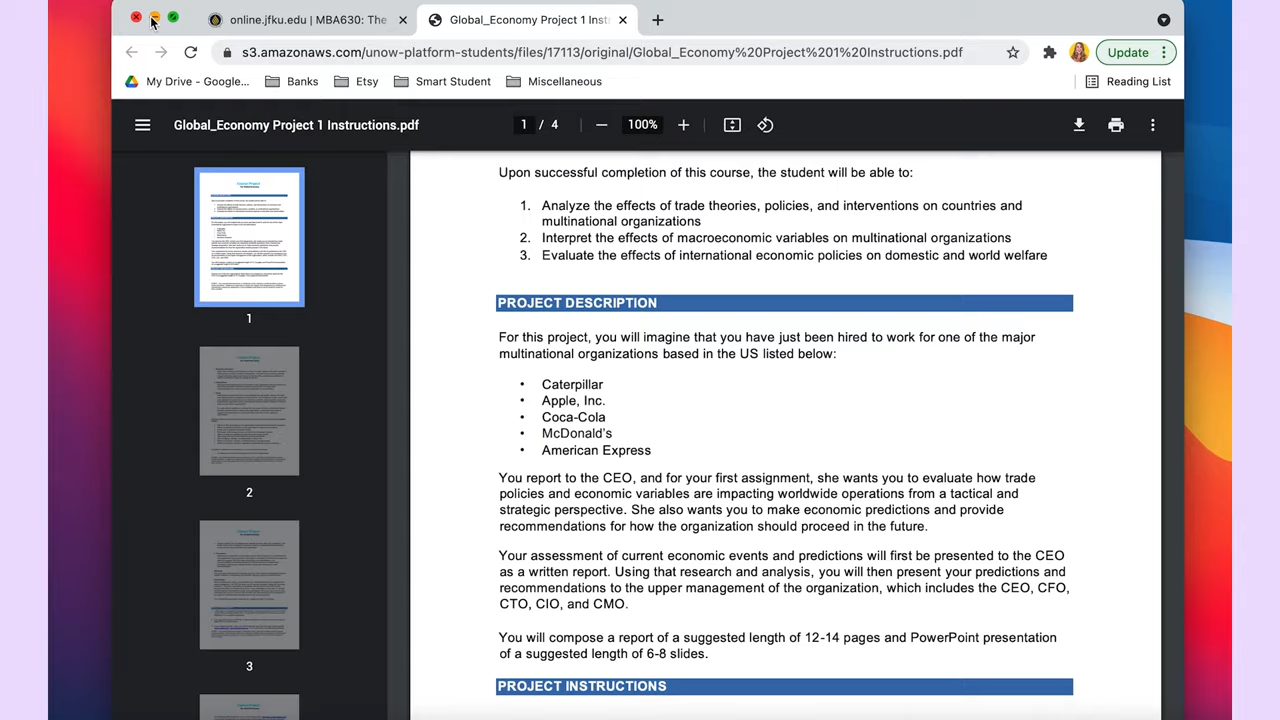 online.jfku.edu | MBA630: The
Global_Economy Project 1 Inst
s3.amazonaws.com/unow-platform-students/files/17113/original/Global_Economy%20Project%201%20Instructions.pdf
Update
My Drive - Google...
Banks
Etsy
Smart Student
Miscellaneous
Reading List
Global_Economy Project 1 Instructions.pdf
1 / 4
100%
1
2
3
Upon successful completion of this course, the student will be able to:
1. Analyze the effects of current trends, policies, and interventions on countries and
multinational organizations
2. Interpret the effects of macroeconomic variables on multinational organizations
3. Evaluate the effects of international economic policies on domestic and world welfare
PROJECT DESCRIPTION
For this project, you will imagine that you have just been hired to work for one of the major
multinational organizations located in the US listed below:
• Caterpillar
• Apple, Inc.
• Coca-Cola
• McDonald's
• American Express
You report to the CEO, and for your first assignment, she wants you to evaluate how trade
policies and economic variables are impacting worldwide operations from a tactical and
strategic perspective. She also wants you to make economic predictions and provide
recommendations for how the organization should proceed in the future.
Your assessment of current economic events and predictions will first be presented to the CEO
as a written report. Using that research and analysis, you will then present your predictions and
recommendations to the upper management of the organization, which includes the CEO, CFO,
CTO, CIO, and CMO.
You will compose a report of a suggested length of 12-14 pages and PowerPoint presentation
of a suggested length of 6-8 slides.
PROJECT INSTRUCTIONS